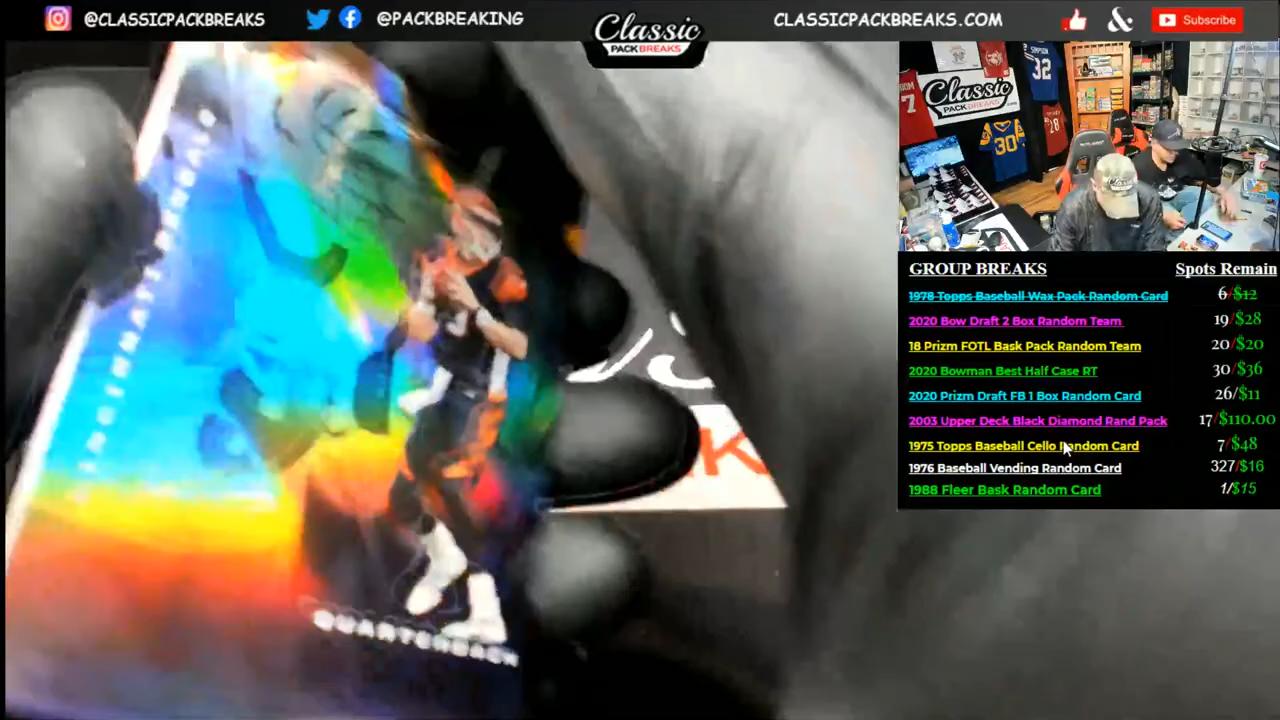 @CLASSICPACKBREAKS
@PACKBREAKING
Classic
PACK BREAKS
CLASSICPACKBREAKS.COM
Subscribe
Classic
PACK BREAKS
32
30
7
28
GROUP BREAKS Spots Remain
1978 Topps Baseball Wax Pack Random Card 6/$12
2020 Bow Draft 2 Box Random Team 19/$28
18 Prizm FOTL Bask Pack Random Team 20/$20
2020 Bowman Best Half Case RT 30/$36
2020 Prizm Draft FB 1 Box Random Card 26/$11
2003 Upper Deck Black Diamond Rand Pack 17/$110.00
1975 Topps Baseball Cello Random Card 7/$48
1976 Baseball Vending Random Card 327/$16
1988 Fleer Bask Random Card 1/$15
QUARTERBACK